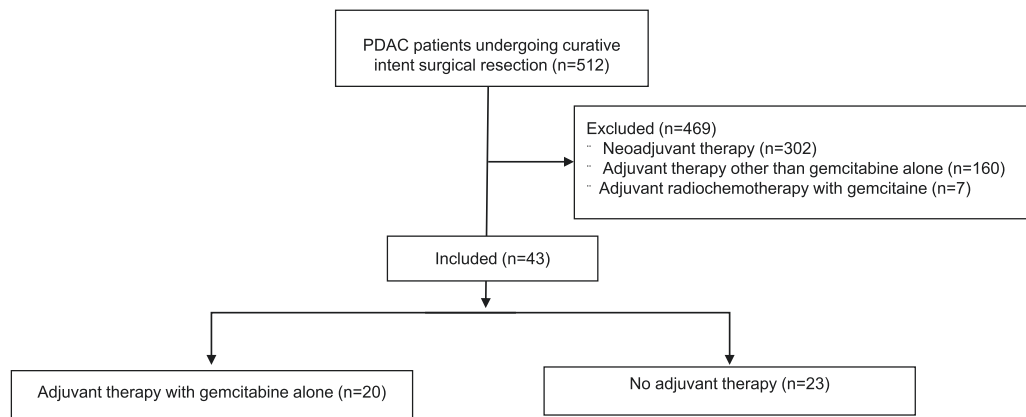 PDAC patients undergoing curative
intent surgical resection (n=512)
Excluded (n=469)
¨ Neoadjuvant therapy (n=302)
¨ Adjuvant therapy other than gemcitabine alone (n=160)
¨ Adjuvant radiochemotherapy with gemcitaine (n=7)
Included (n=43)
Adjuvant therapy with gemcitabine alone (n=20)
No adjuvant therapy (n=23)